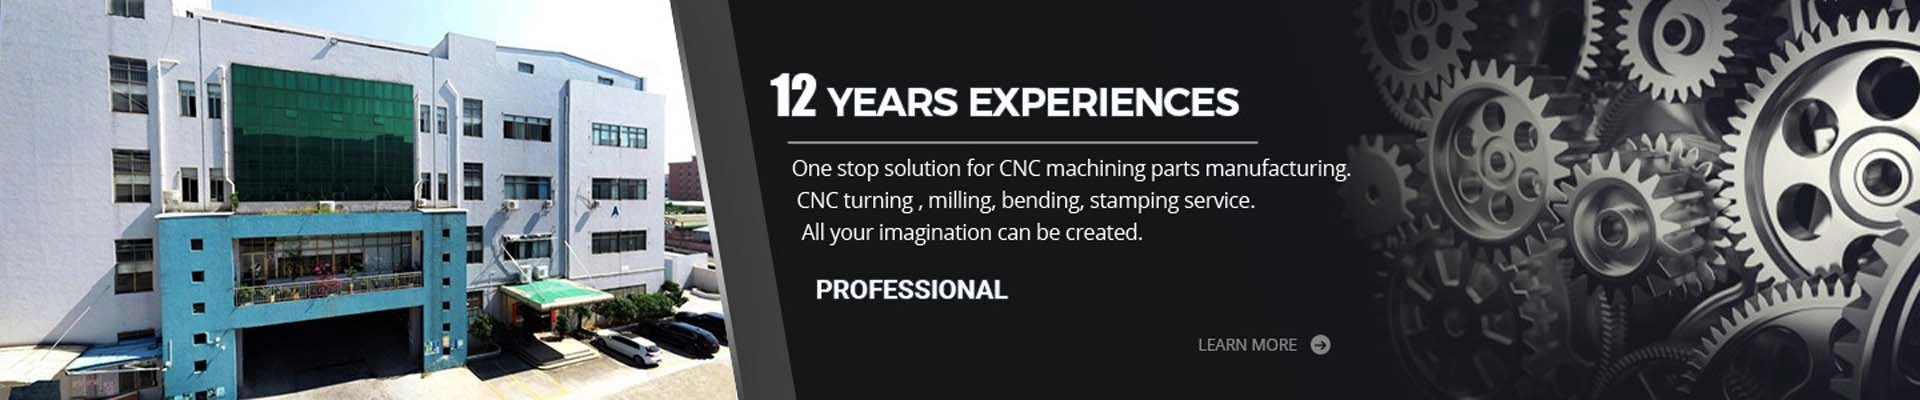 12 YEARS EXPERIENCES
One stop solution for CNC machining parts manufacturing.
CNC turning , milling, bending, stamping service.
All your imagination can be created.
PROFESSIONAL
LEARN MORE
A